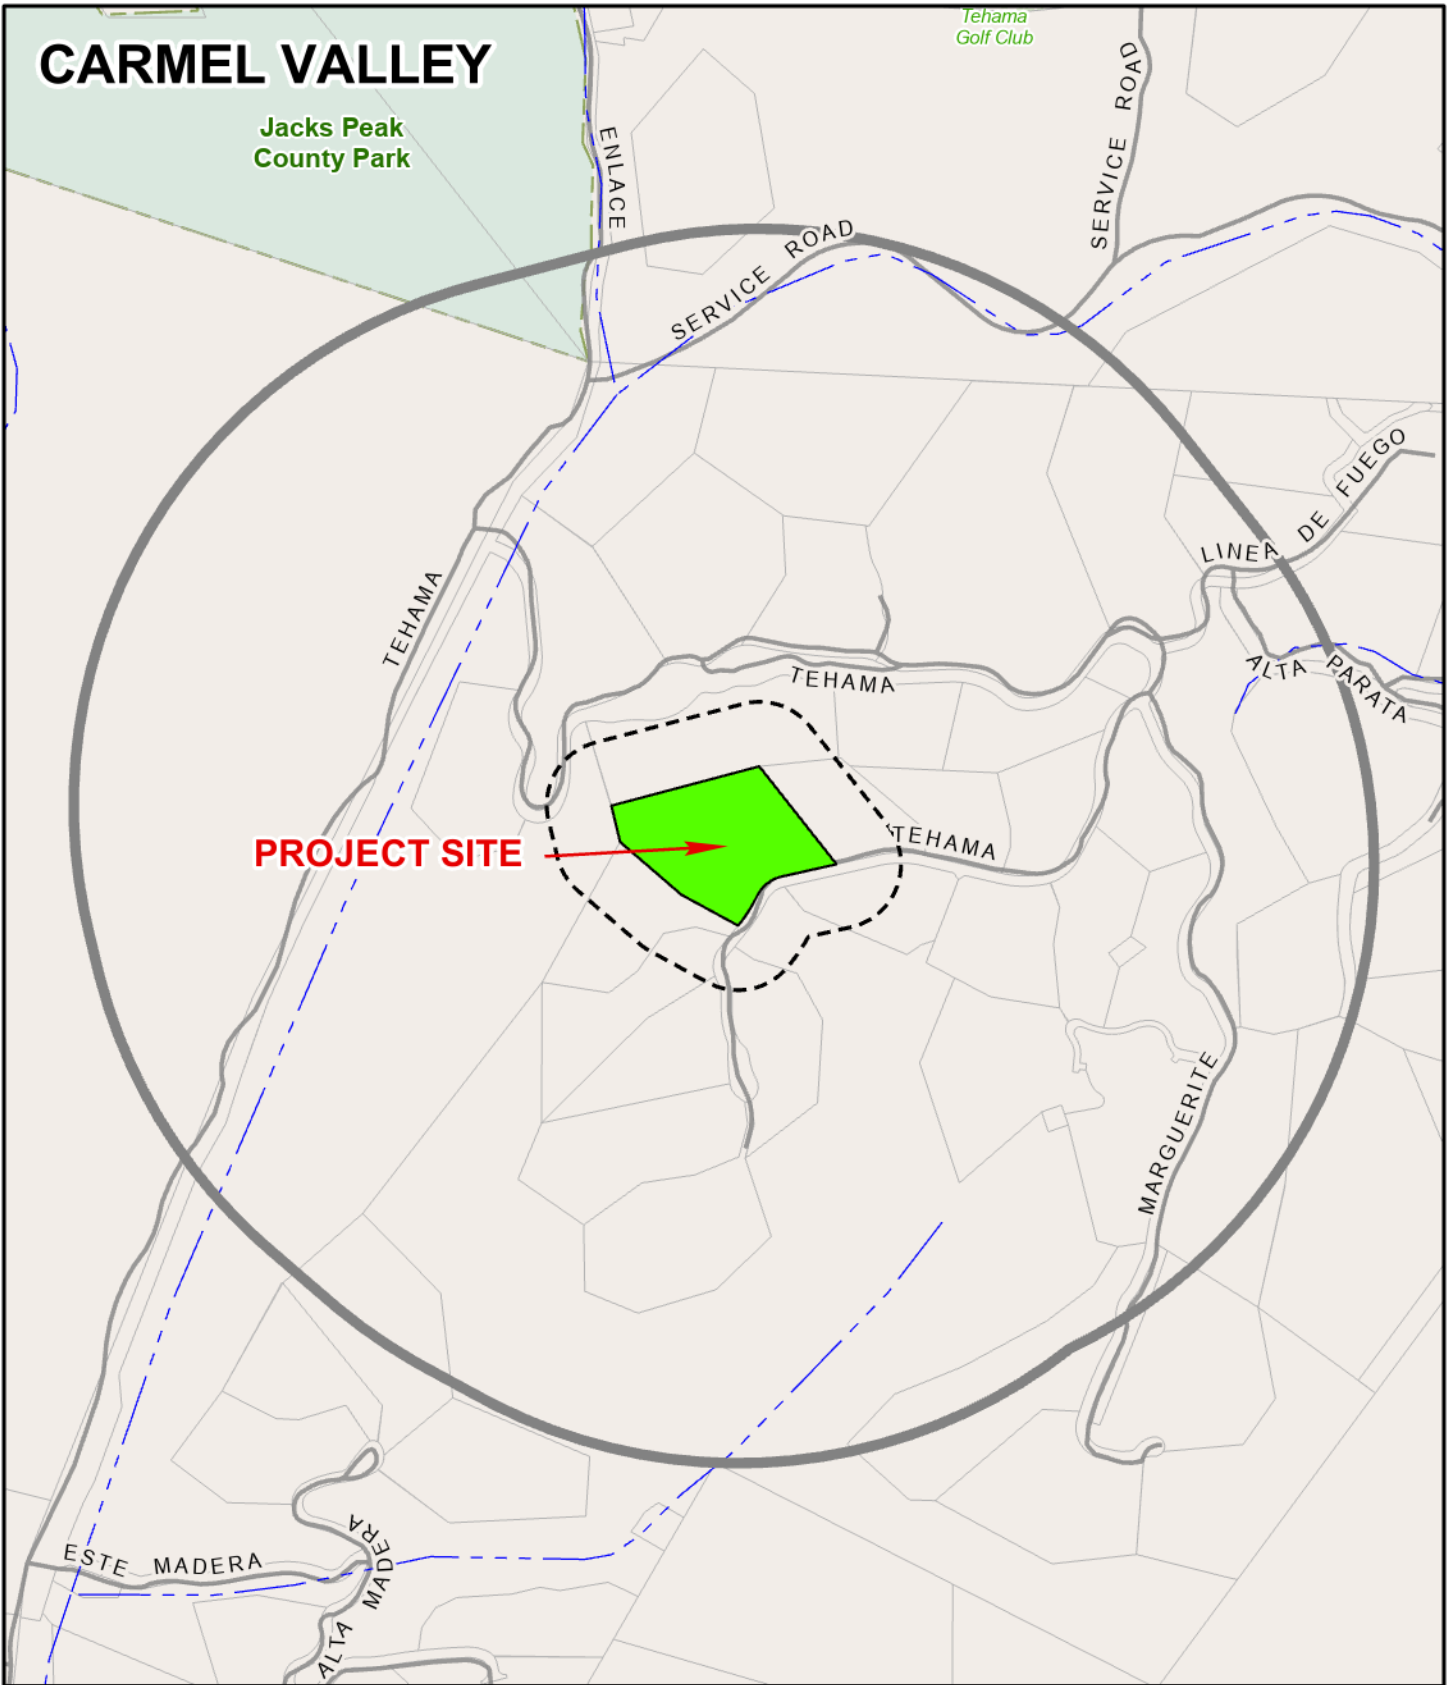 Tehama
Golf Club
CARMEL VALLEY
Jacks Peak
County Park
ENLACE
SERVICE ROAD
SERVICE ROAD
LINEA DE FUEGO
TEHAMA
ALTA PARATA
TEHAMA
TEHAMA
PROJECT SITE
MARGUERITE
ESTE MADERA
ALTA MADERA